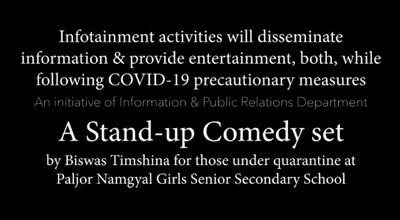 Infotainment activities will disseminate
information & provide entertainment, both, while
following COVID-19 precautionary measures
An initiative of Information & Public Relations Department
A Stand-up Comedy set
by Biswas Timshina for those under quarantine at
Paljor Namgyal Girls Senior Secondary School